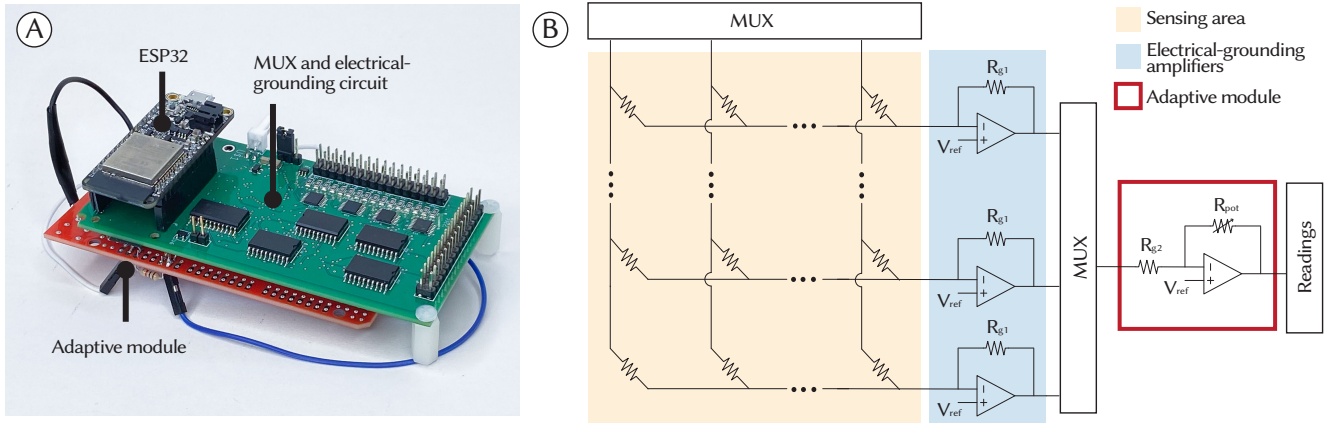 A
ESP32
MUX and electrical-
grounding circuit
Adaptive module
B
MUX
Sensing area
Electrical-grounding
amplifiers
Adaptive module
Rg1
Vref
Rg1
Vref
Rg1
Vref
MUX
Rg2
Rpot
Vref
Readings